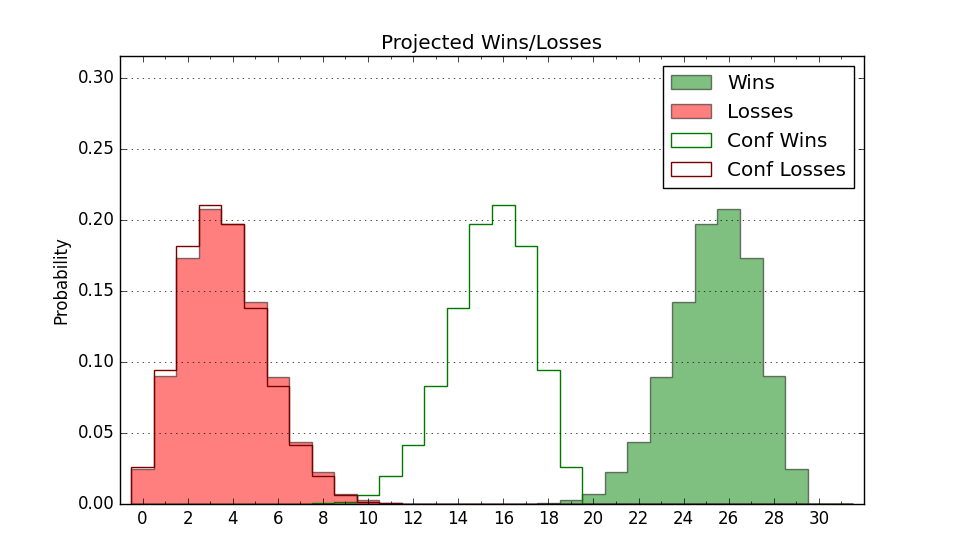 Projected Wins/Losses
Wins
Losses
Conf Wins
Conf Losses
Probability
0.30
0.25
0.20
0.15
0.10
0.05
0.00
0 2 4 6 8 10 12 14 16 18 20 22 24 26 28 30